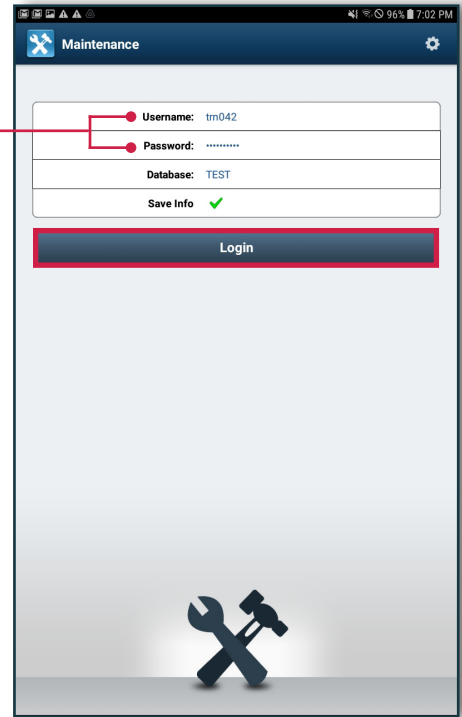 96% 7:02 PM
Maintenance
Username: trn042
Password: ··········
Database: TEST
Save Info
Login